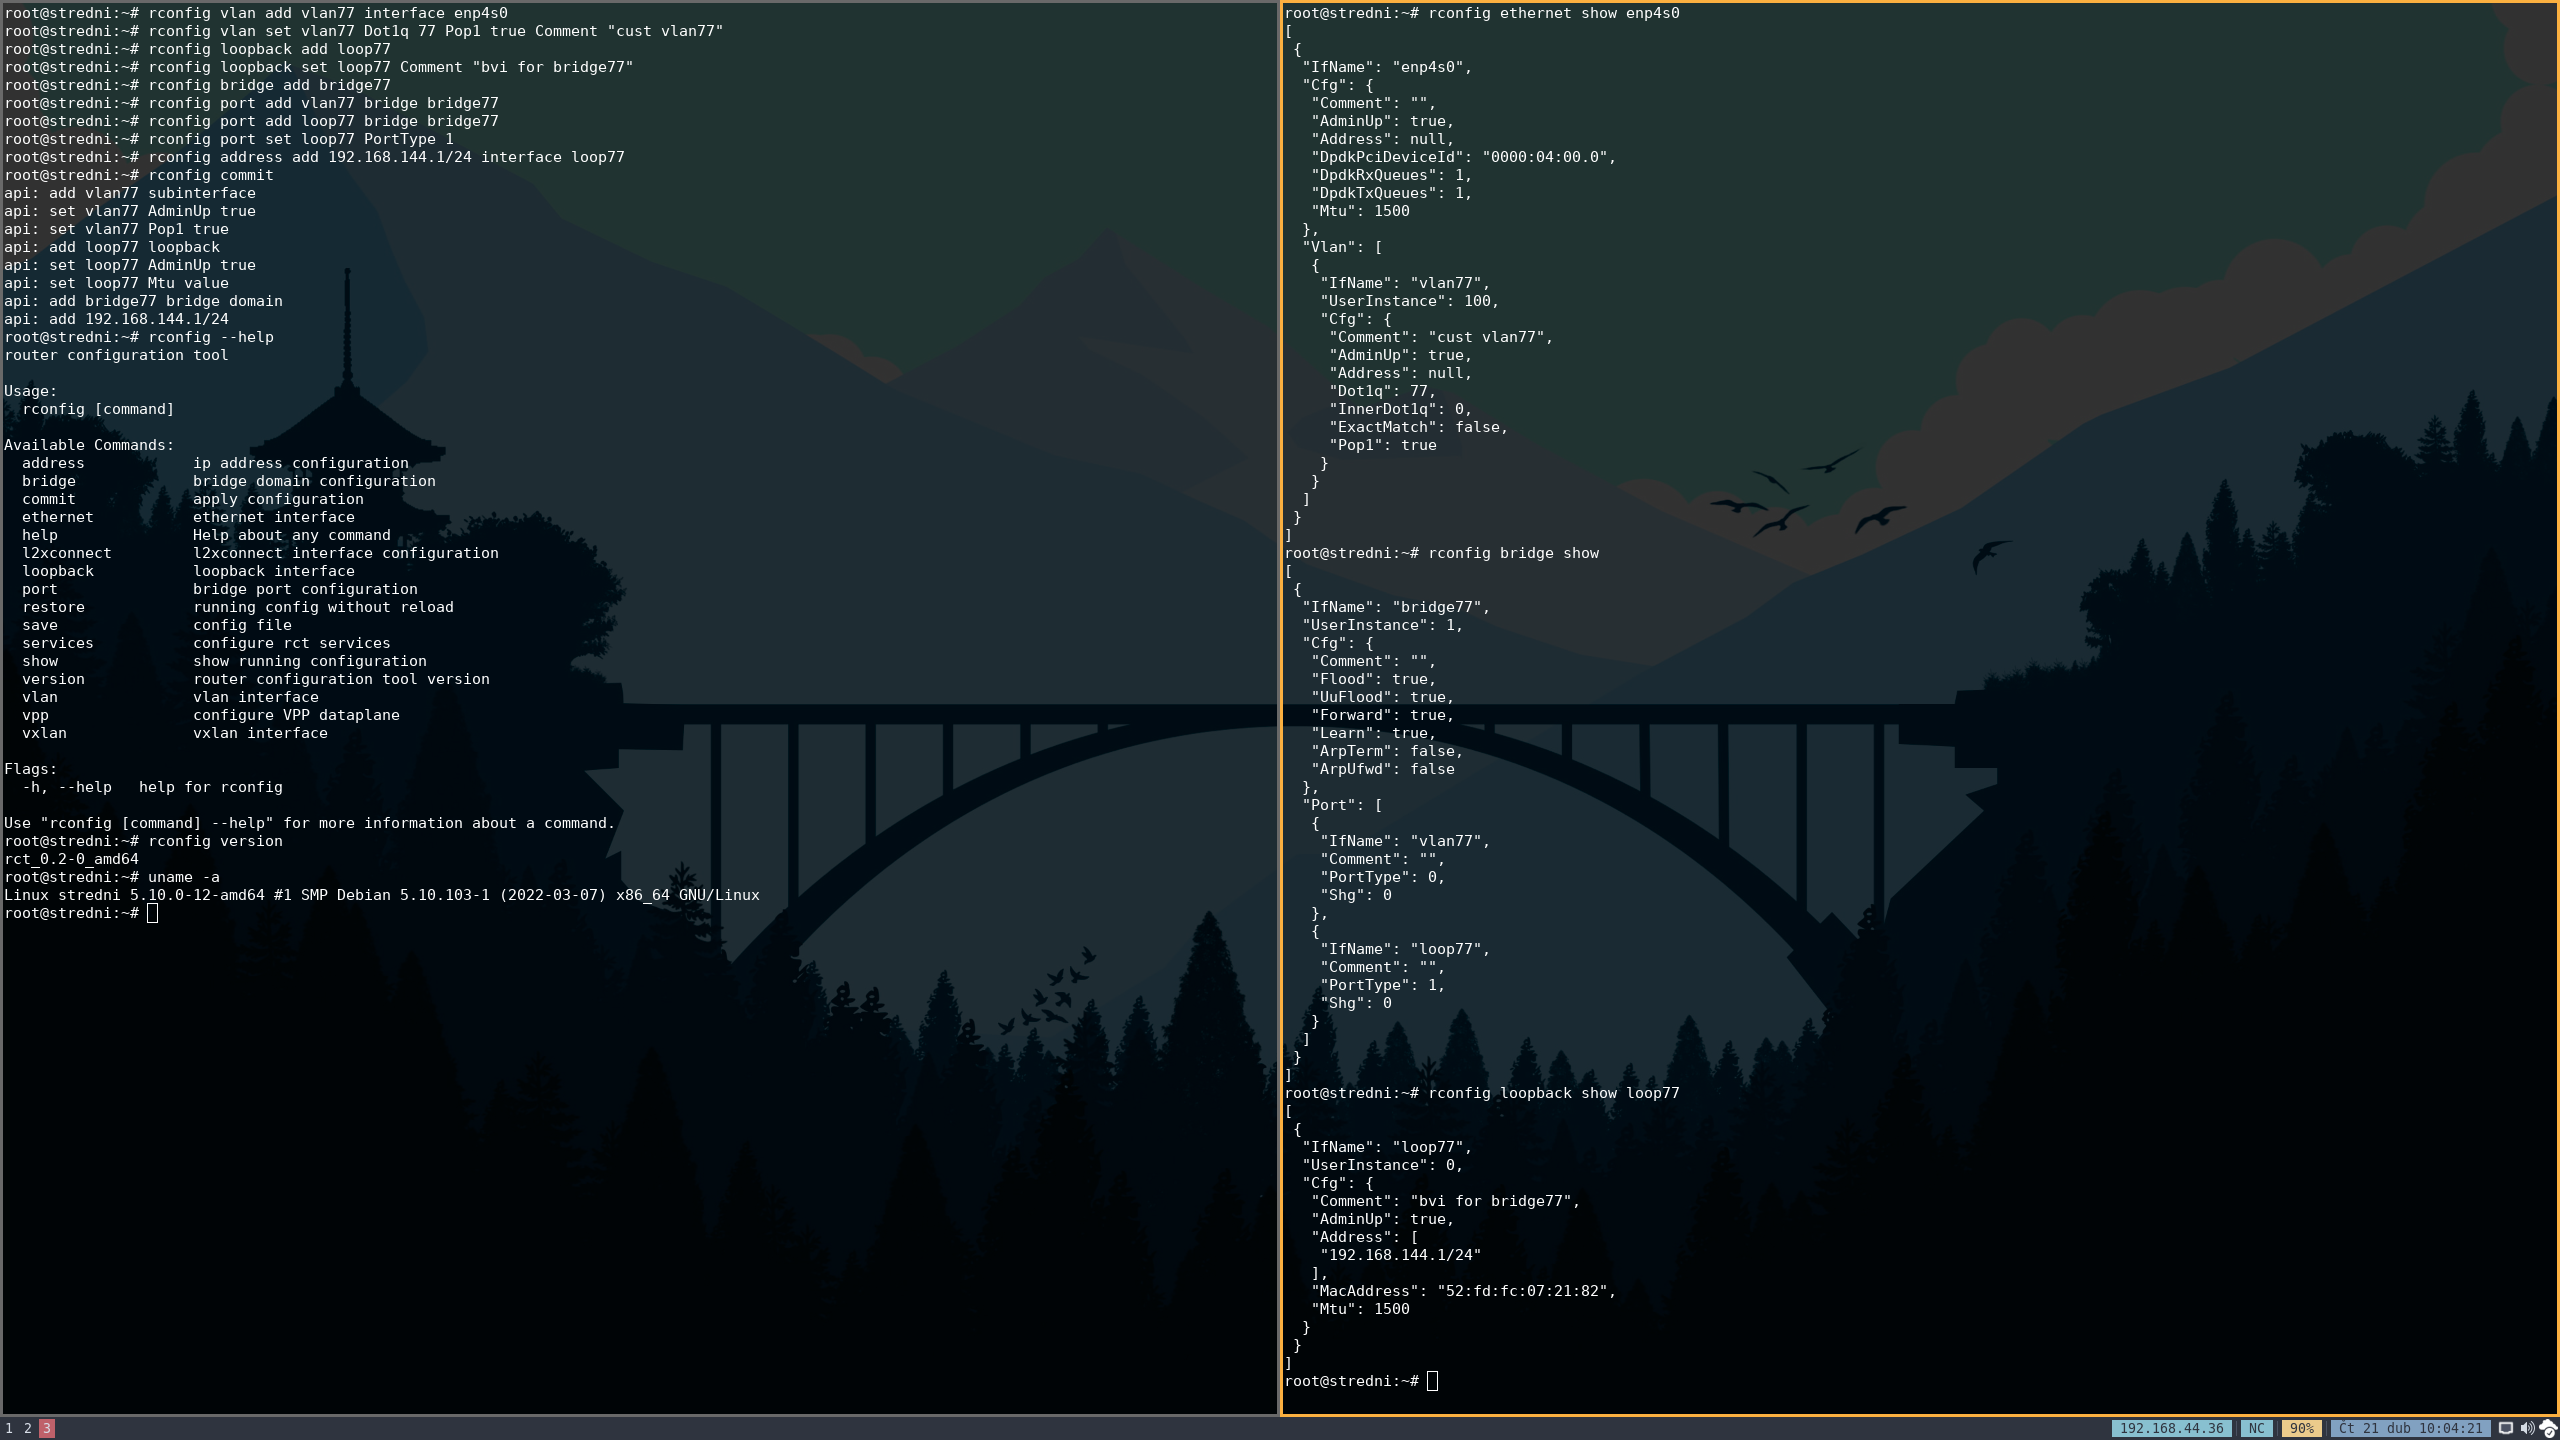 root@stredni:~# rconfig vlan add vlan77 interface enp4s0
root@stredni:~# rconfig vlan set vlan77 Dot1q 77 Pop1 true Comment "cust vlan77"
root@stredni:~# rconfig loopback add loop77
root@stredni:~# rconfig loopback set loop77 Comment "bvi for bridge77"
root@stredni:~# rconfig bridge add bridge77
root@stredni:~# rconfig port add vlan77 bridge bridge77
root@stredni:~# rconfig port add loop77 bridge bridge77
root@stredni:~# rconfig port set loop77 PortType 1
root@stredni:~# rconfig address add 192.168.144.1/24 interface loop77
root@stredni:~# rconfig commit
api: add vlan77 subinterface
api: set vlan77 AdminUp true
api: set vlan77 Pop1 true
api: add loop77 loopback
api: set loop77 AdminUp true
api: set loop77 Mtu value
api: add bridge77 bridge domain
api: add 192.168.144.1/24
root@stredni:~# rconfig --help
router configuration tool

Usage:
  rconfig [command]

Available Commands:
  address            ip address configuration
  bridge             bridge domain configuration
  commit             apply configuration
  ethernet           ethernet interface
  help               Help about any command
  l2xconnect         l2xconnect interface configuration
  loopback           loopback interface
  port               bridge port configuration
  restore            running config without reload
  save               config file
  services           configure rct services
  show               show running configuration
  version            router configuration tool version
  vlan               vlan interface
  vpp                configure VPP dataplane
  vxlan              vxlan interface

Flags:
  -h, --help   help for rconfig

Use "rconfig [command] --help" for more information about a command.
root@stredni:~# rconfig version
rct_0.2-0_amd64
root@stredni:~# uname -a
Linux stredni 5.10.0-12-amd64 #1 SMP Debian 5.10.103-1 (2022-03-07) x86_64 GNU/Linux
root@stredni:~#
root@stredni:~# rconfig ethernet show enp4s0
[
 {
  "IfName": "enp4s0",
  "Cfg": {
   "Comment": "",
   "AdminUp": true,
   "Address": null,
   "DpdkPciDeviceId": "0000:04:00.0",
   "DpdkRxQueues": 1,
   "DpdkTxQueues": 1,
   "Mtu": 1500
  },
  "Vlan": [
   {
    "IfName": "vlan77",
    "UserInstance": 100,
    "Cfg": {
     "Comment": "cust vlan77",
     "AdminUp": true,
     "Address": null,
     "Dot1q": 77,
     "InnerDot1q": 0,
     "ExactMatch": false,
     "Pop1": true
    }
   }
  ]
 }
]
root@stredni:~# rconfig bridge show
[
 {
  "IfName": "bridge77",
  "UserInstance": 1,
  "Cfg": {
   "Comment": "",
   "Flood": true,
   "UuFlood": true,
   "Forward": true,
   "Learn": true,
   "ArpTerm": false,
   "ArpUfwd": false
  },
  "Port": [
   {
    "IfName": "vlan77",
    "Comment": "",
    "PortType": 0,
    "Shg": 0
   },
   {
    "IfName": "loop77",
    "Comment": "",
    "PortType": 1,
    "Shg": 0
   }
  ]
 }
]
root@stredni:~# rconfig loopback show loop77
[
 {
  "IfName": "loop77",
  "UserInstance": 0,
  "Cfg": {
   "Comment": "bvi for bridge77",
   "AdminUp": true,
   "Address": [
    "192.168.144.1/24"
   ],
   "MacAddress": "52:fd:fc:07:21:82",
   "Mtu": 1500
  }
 }
]
root@stredni:~#
1 2 3 192.168.44.36 NC 90% Čt 21 dub 10:04:21